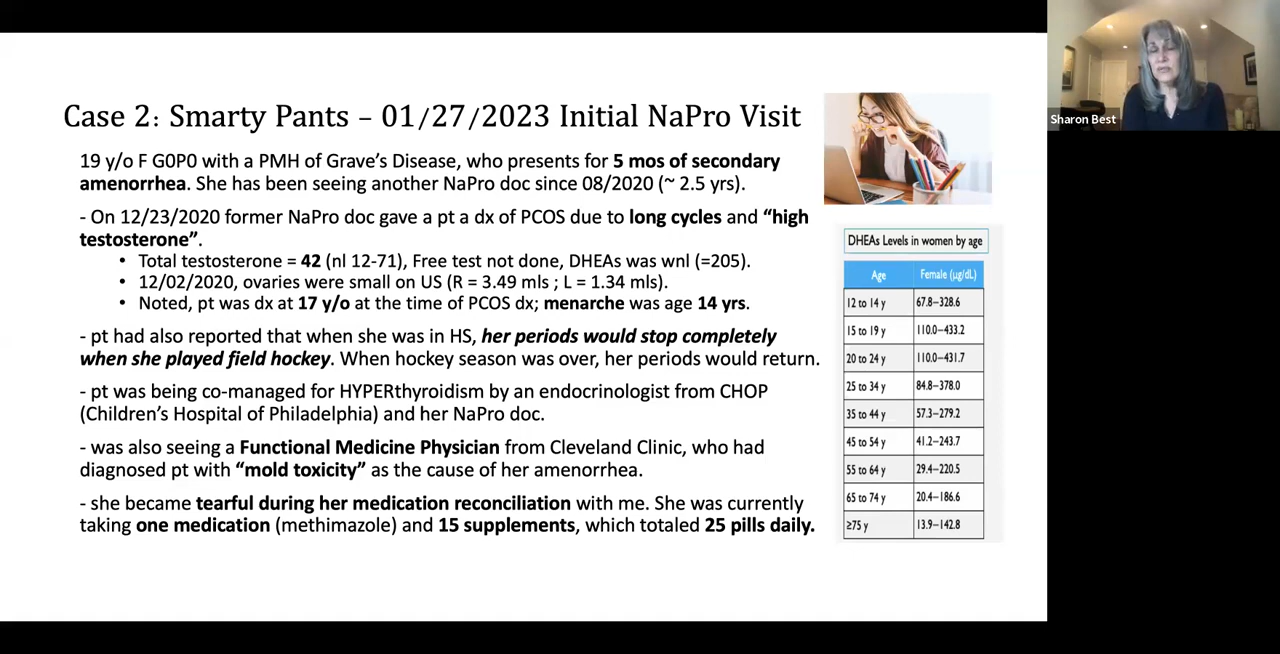 Case 2: Smarty Pants – 01/27/2023 Initial NaPro Visit
19 y/o F G0P0 with a PMH of Grave’s Disease, who presents for 5 mos of secondary
amenorrhea. She has been seeing another NaPro doc since 08/2020 (~ 2.5 yrs).
- On 12/23/2020 former NaPro doc gave a pt a dx of PCOS due to long cycles and “high
testosterone”.
• Total testosterone = 42 (nl 12-71), Free test not done, DHEAs was wnl (=205).
• 12/02/2020, ovaries were small on US (R = 3.49 mls ; L = 1.34 mls).
• Noted, pt was dx at 17 y/o at the time of PCOS dx; menarche was age 14 yrs.
- pt had also reported that when she was in HS, her periods would stop completely
when she played field hockey. When hockey season was over, her periods would return.
- pt was being co-managed for HYPERthyroidism by an endocrinologist from CHOP
(Children’s Hospital of Philadelphia) and her NaPro doc.
- was also seeing a Functional Medicine Physician from Cleveland Clinic, who had
diagnosed pt with “mold toxicity” as the cause of her amenorrhea.
- she became tearful during her medication reconciliation with me. She was currently
taking one medication (methimazole) and 15 supplements, which totaled 25 pills daily.
DHEAs Levels in women by age
Age Female (µg/dL)
12 to 14 y 67.8–328.6
15 to 19 y 110.0–433.2
20 to 24 y 110.0–431.7
25 to 34 y 84.8–378.0
35 to 44 y 57.3–279.2
45 to 54 y 41.2–243.7
55 to 64 y 29.4–220.5
65 to 74 y 20.4–186.6
≥75 y 13.9–142.8
Sharon Best